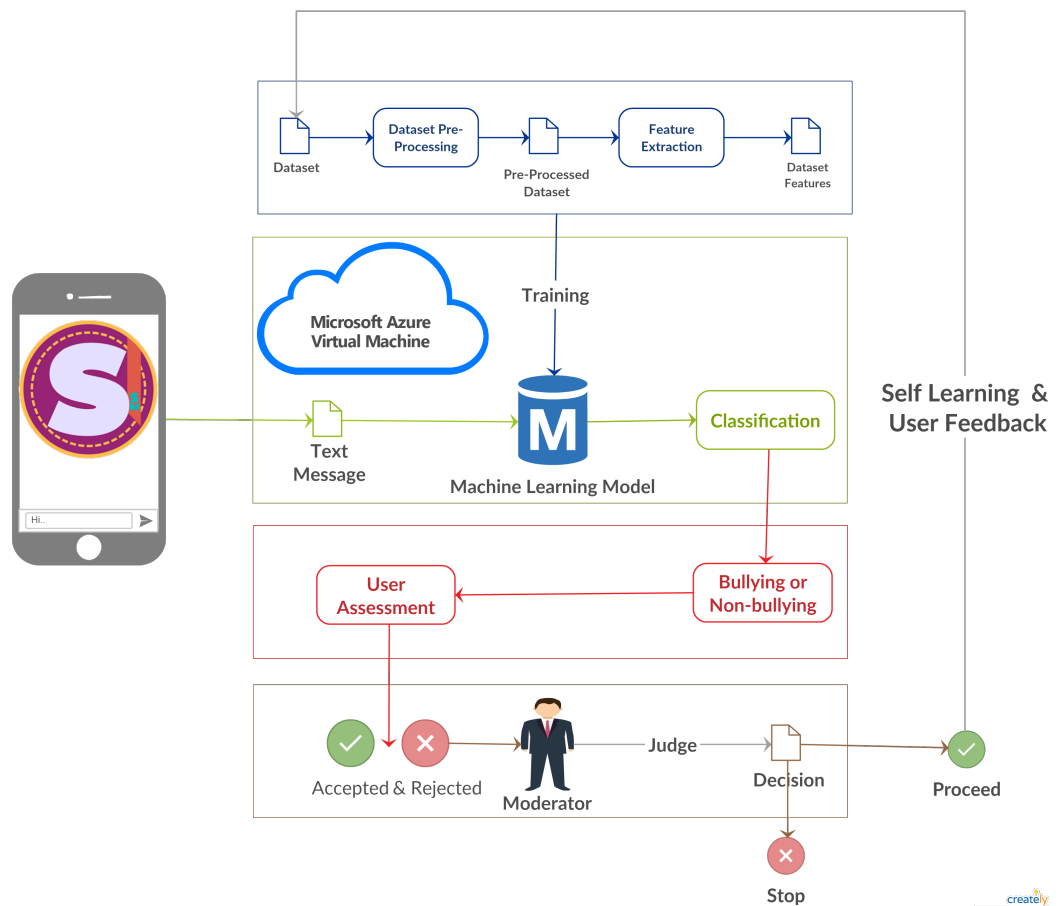 Dataset Pre-
Processing
Feature
Extraction
Dataset
Pre-Processed
Dataset
Dataset
Features
Training
Microsoft Azure
Virtual Machine
S
Self Learning &
User Feedback
M
Classification
Text
Message
Machine Learning Model
Hi..
User
Assessment
Bullying or
Non-bullying
Judge
Accepted & Rejected
Moderator
Decision
Proceed
Stop
creately